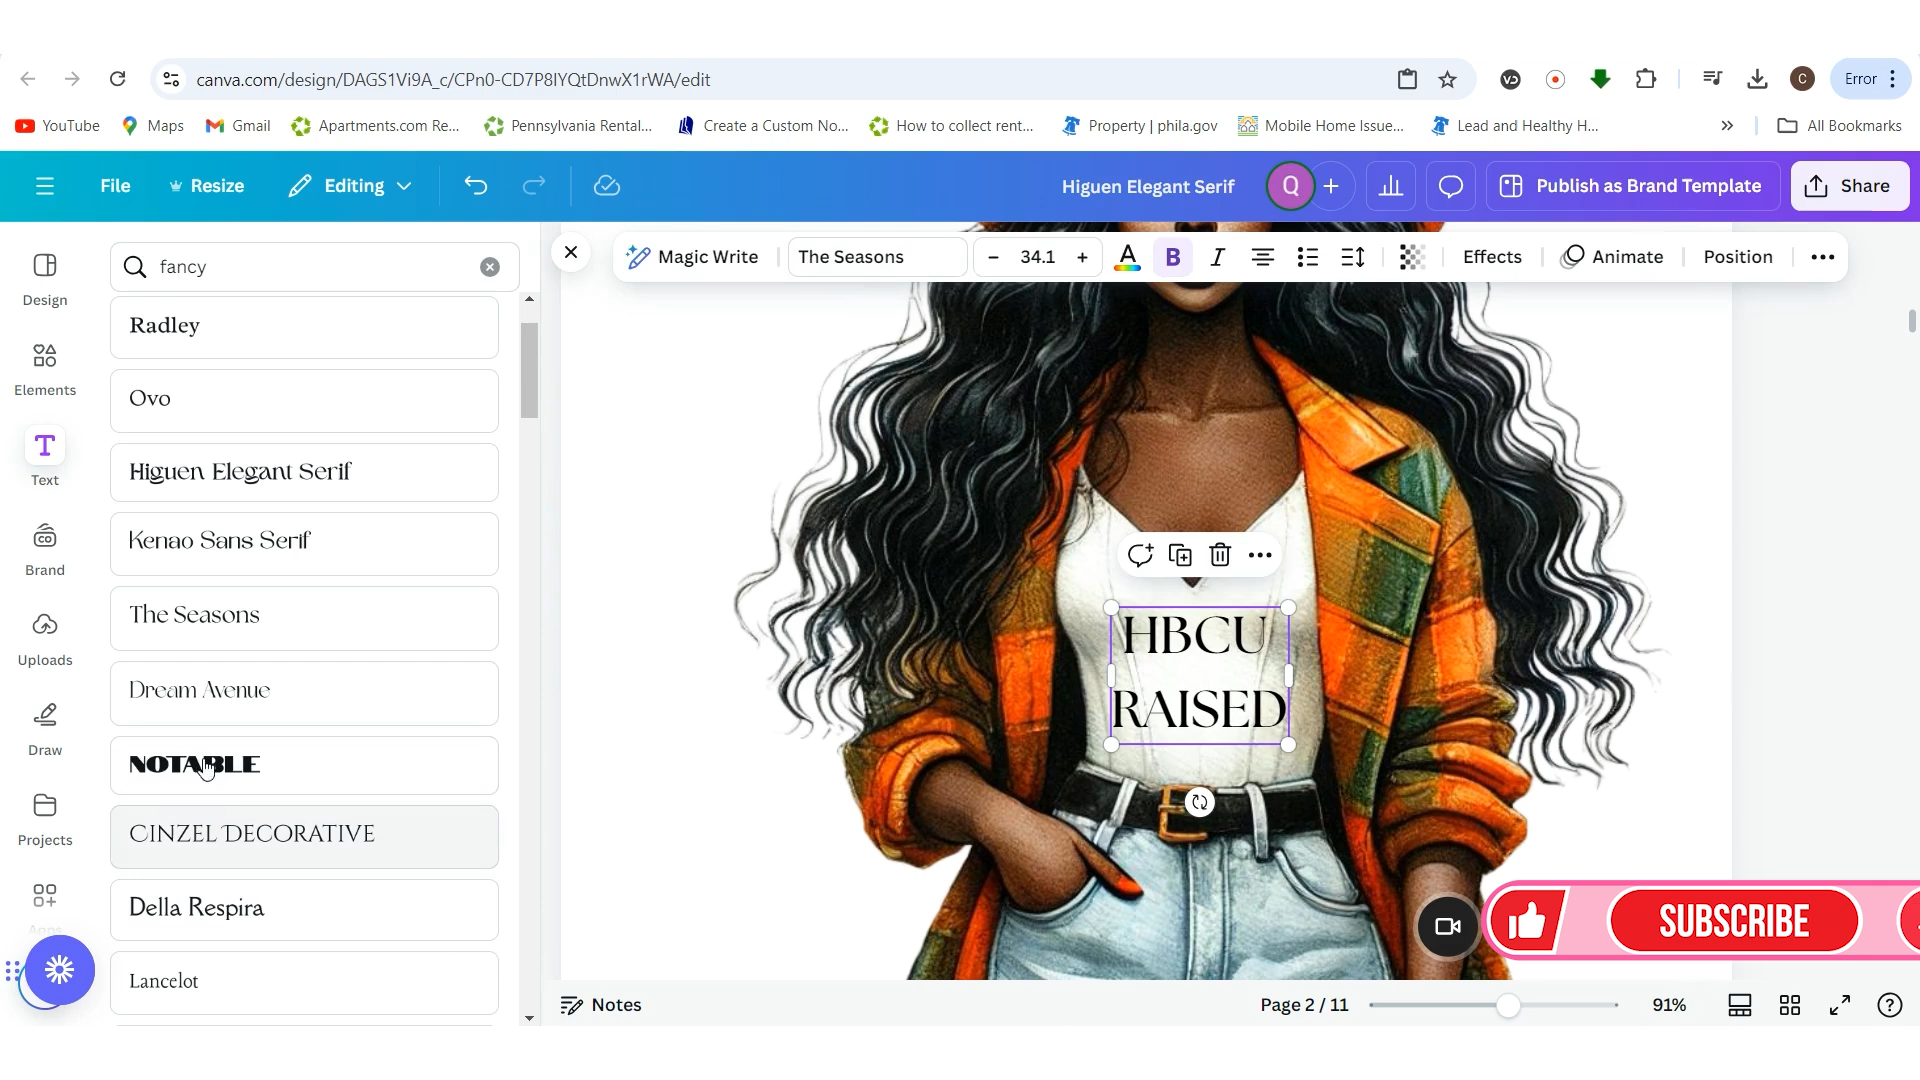 canva.com/design/DAGS1Vi9A_c/CPn0-CD7P8IYQtDnwX1rWA/edit
Error
YouTube
Maps
Gmail
Apartments.com Re...
Pennsylvania Rental...
Create a Custom No...
How to collect rent...
Property | phila.gov
Mobile Home Issue...
Lead and Healthy H...
All Bookmarks
File
Resize
Editing
Higuen Elegant Serif
Q
Publish as Brand Template
Share
Design
Elements
Text
Brand
Uploads
Draw
Projects
Apps
fancy
Radley
Ovo
Higuen Elegant Serif
Kenao Sans Serif
The Seasons
Dream Avenue
NOTABLE
CINZEL DECORATIVE
Della Respira
Lancelot
Magic Write
The Seasons
– 34.1 +
A
B
I
Effects
Animate
Position
HBCU
RAISED
SUBSCRIBE
Notes
Page 2 / 11
91%